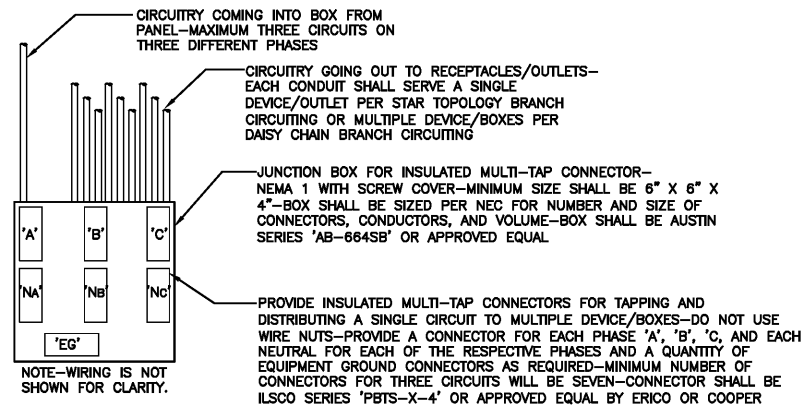 CIRCUITRY COMING INTO BOX FROM
PANEL–MAXIMUM THREE CIRCUITS ON
THREE DIFFERENT PHASES
CIRCUITRY GOING OUT TO RECEPTACLES/OUTLETS–
EACH CONDUIT SHALL SERVE A SINGLE
DEVICE/OUTLET PER STAR TOPOLOGY BRANCH
CIRCUITING OR MULTIPLE DEVICE/BOXES PER
DAISY CHAIN BRANCH CIRCUITING
JUNCTION BOX FOR INSULATED MULTI–TAP CONNECTOR–
NEMA 1 WITH SCREW COVER–MINIMUM SIZE SHALL BE 6" X 6" X
4"–BOX SHALL BE SIZED PER NEC FOR NUMBER AND SIZE OF
CONNECTORS, CONDUCTORS, AND VOLUME–BOX SHALL BE AUSTIN
SERIES 'AB–664SB' OR APPROVED EQUAL
'A' 'B' 'C'
'NA' 'NB' 'NC'
'EG'
NOTE–WIRING IS NOT
SHOWN FOR CLARITY.
PROVIDE INSULATED MULTI–TAP CONNECTORS FOR TAPPING AND
DISTRIBUTING A SINGLE CIRCUIT TO MULTIPLE DEVICE/BOXES–DO NOT USE
WIRE NUTS–PROVIDE A CONNECTOR FOR EACH PHASE 'A', 'B', 'C, AND EACH
NEUTRAL FOR EACH OF THE RESPECTIVE PHASES AND A QUANTITY OF
EQUIPMENT GROUND CONNECTORS AS REQUIRED–MINIMUM NUMBER OF
CONNECTORS FOR THREE CIRCUITS WILL BE SEVEN–CONNECTOR SHALL BE
ILSCO SERIES 'PBTS–X–4' OR APPROVED EQUAL BY ERICO OR COOPER